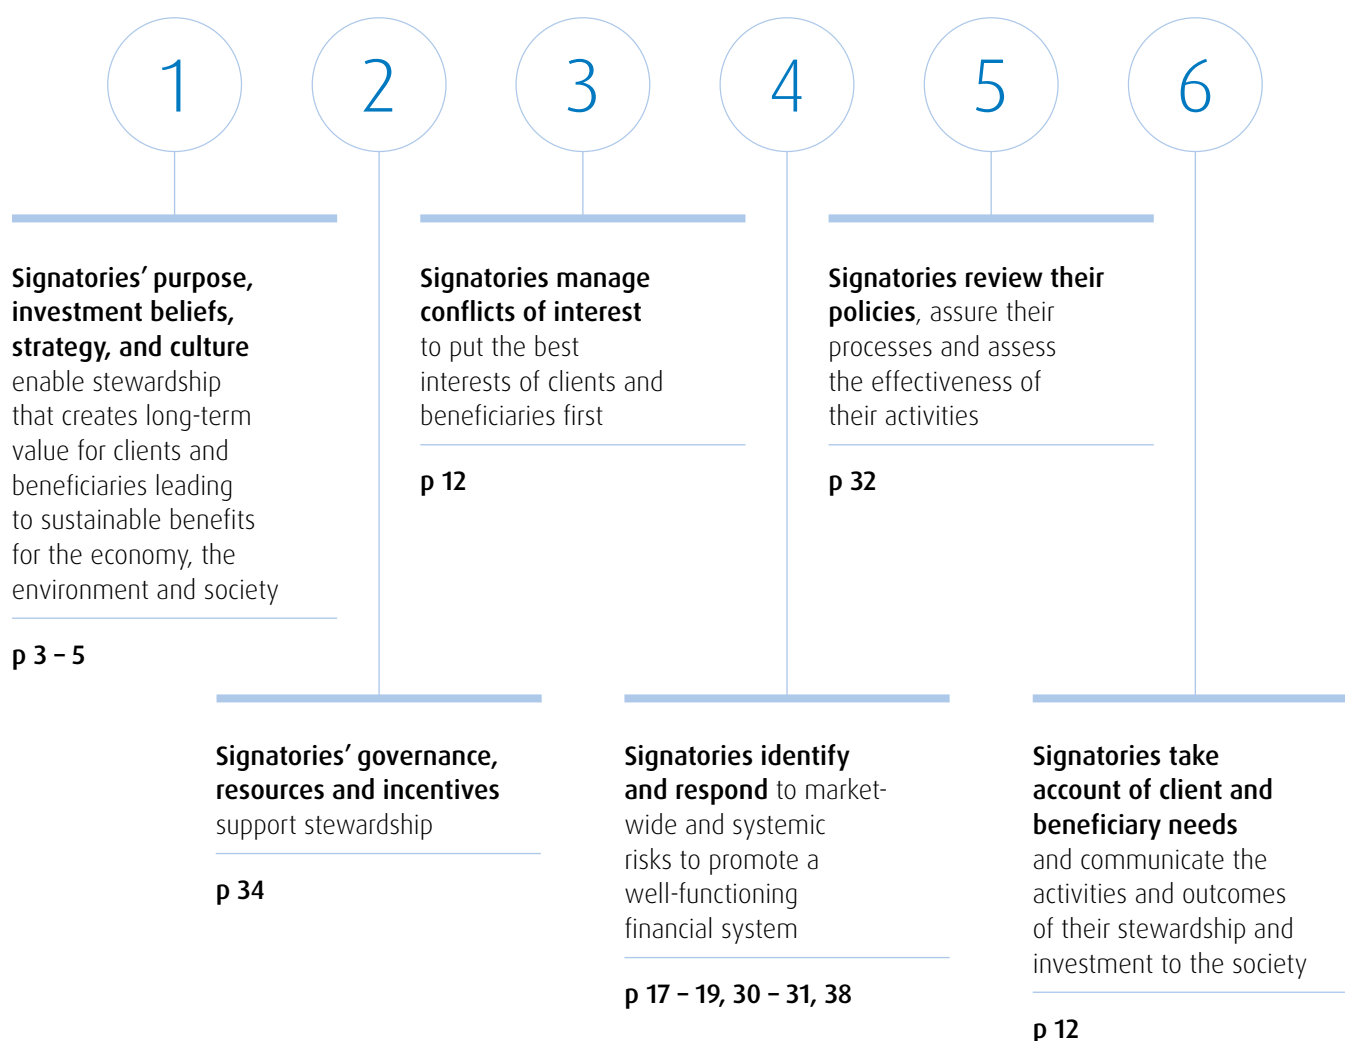 1
2
3
4
5
6
Signatories’ purpose,
investment beliefs,
strategy, and culture
enable stewardship
that creates long-term
value for clients and
beneficiaries leading
to sustainable benefits
for the economy, the
environment and society
p 3 – 5
Signatories’ governance,
resources and incentives
support stewardship
p 34
Signatories manage
conflicts of interest
to put the best
interests of clients and
beneficiaries first
p 12
Signatories identify
and respond to market-
wide and systemic
risks to promote a
well-functioning
financial system
p 17 – 19, 30 – 31, 38
Signatories review their
policies, assure their
processes and assess
the effectiveness of
their activities
p 32
Signatories take
account of client and
beneficiary needs
and communicate the
activities and outcomes
of their stewardship and
investment to the society
p 12